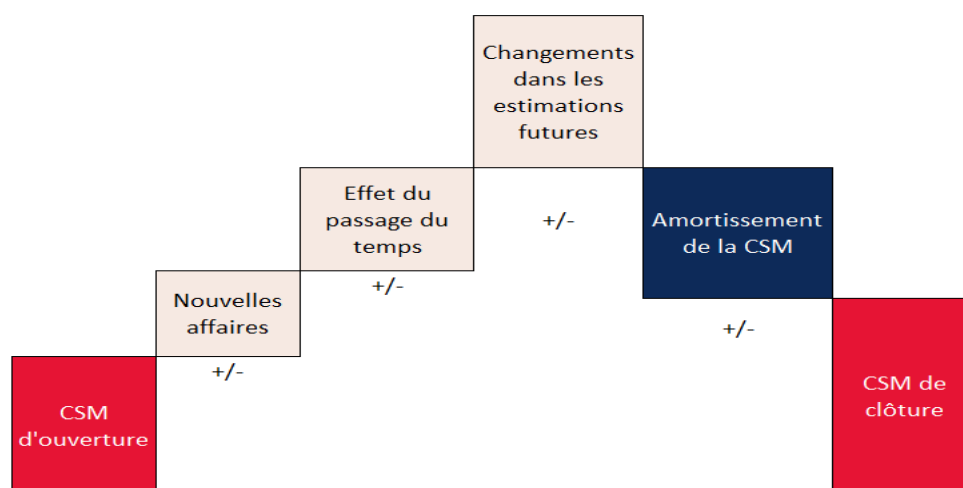 CSM
d'ouverture
Nouvelles
affaires
+/-
Effet du
passage du
temps
+/-
Changements
dans les
estimations
futures
+/-
Amortissement
de la CSM
+/-
CSM de
clôture